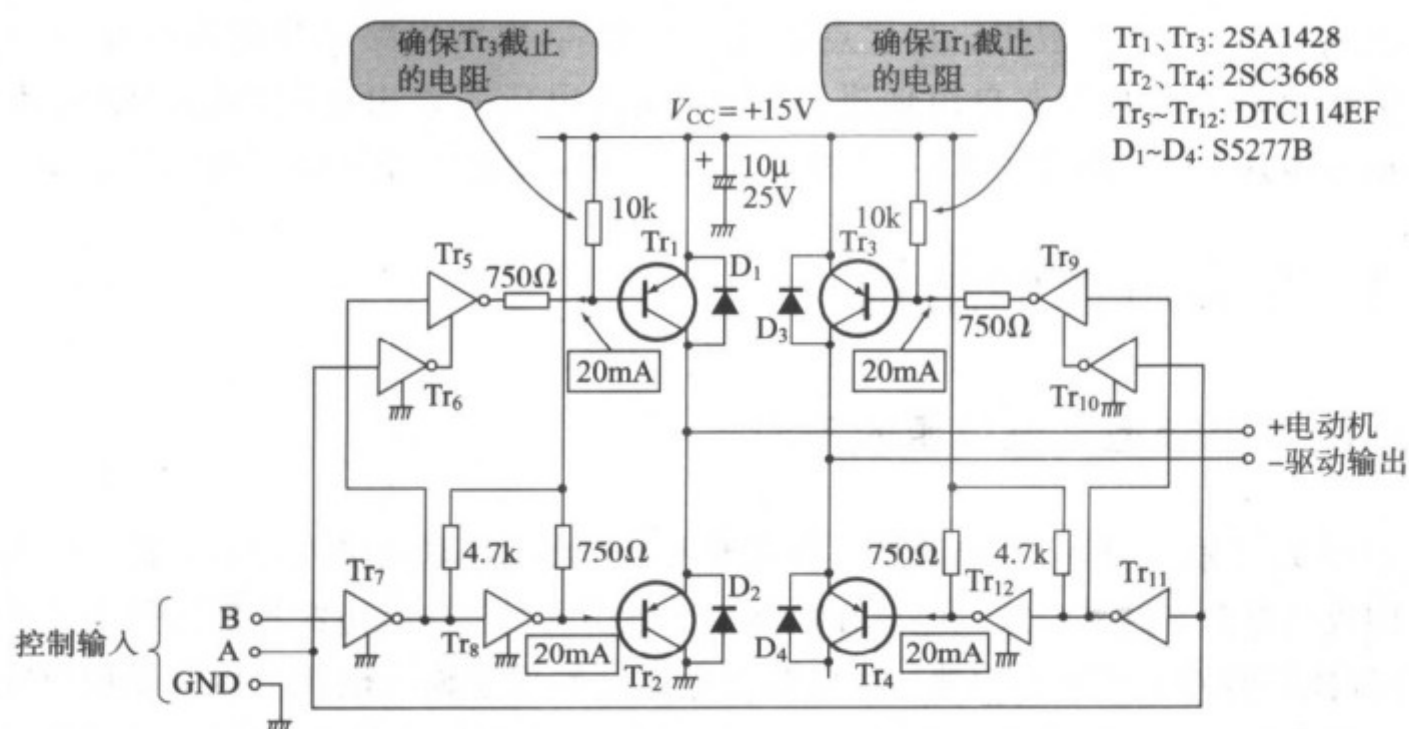 确保Tr₃截止
的电阻
确保Tr₁截止
的电阻
Tr₁、Tr₃: 2SA1428
Tr₂、Tr₄: 2SC3668
Tr₅~Tr₁₂: DTC114EF
D₁~D₄: S5277B
V_CC = +15V
+
10μ
25V
10k
10k
Tr₁
Tr₃
Tr₅
Tr₉
750Ω
D₁
D₃
750Ω
20mA
20mA
Tr₆
Tr₁₀
+电动机
-驱动输出
4.7k
750Ω
750Ω
4.7k
Tr₇
D₂
Tr₁₂
Tr₁₁
控制输入
B
A
GND
Tr₈
20mA
Tr₂
D₄
Tr₄
20mA